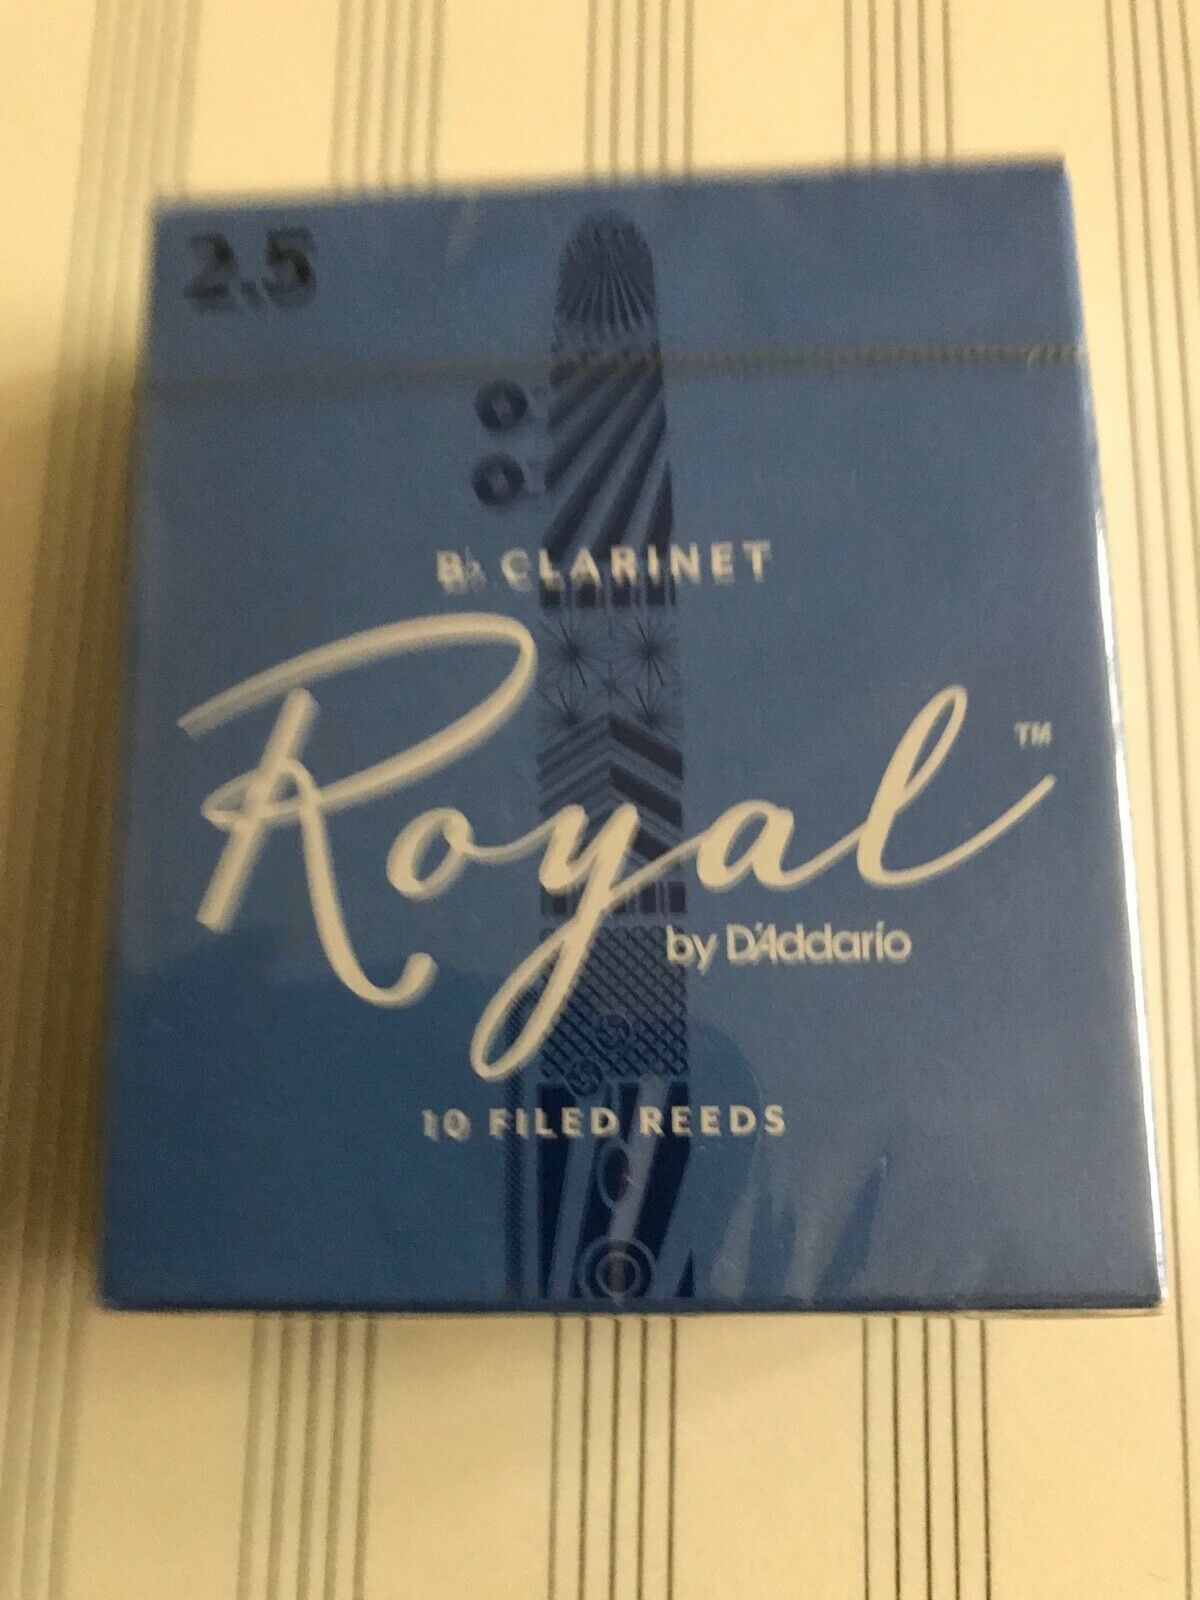 2.5
B♭ CLARINET
Royal™
by D'Addario
10 FILED REEDS